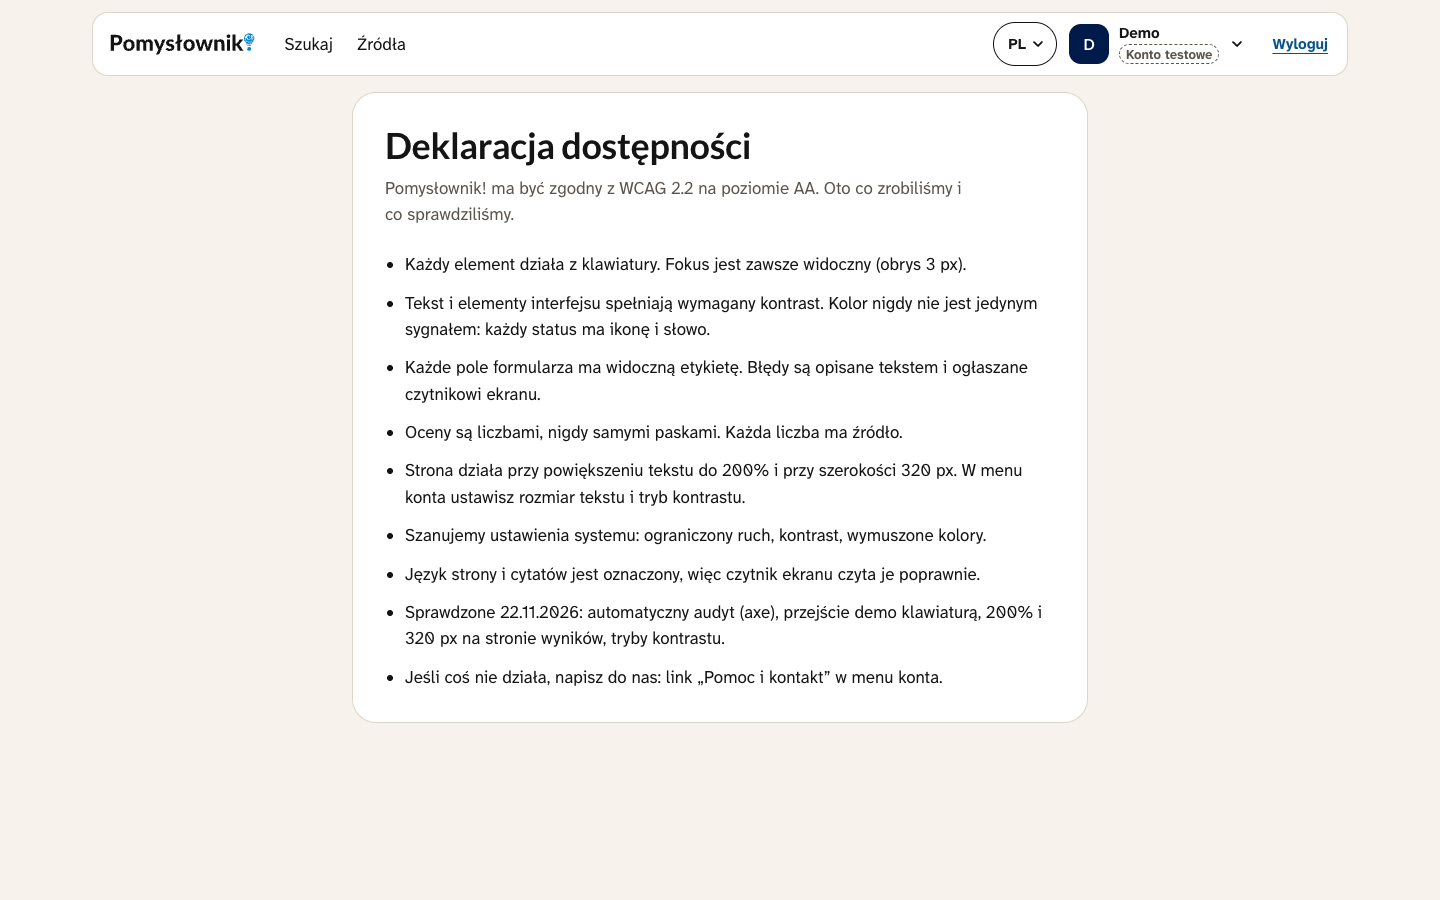 Pomysłownik!
Szukaj
Źródła
PL
D
Demo
Konto testowe
Wyloguj
Deklaracja dostępności
Pomysłownik! ma być zgodny z WCAG 2.2 na poziomie AA. Oto co zrobiliśmy i
co sprawdziliśmy.
Każdy element działa z klawiatury. Fokus jest zawsze widoczny (obrys 3 px).
Tekst i elementy interfejsu spełniają wymagany kontrast. Kolor nigdy nie jest jedynym
sygnałem: każdy status ma ikonę i słowo.
Każde pole formularza ma widoczną etykietę. Błędy są opisane tekstem i ogłaszane
czytnikowi ekranu.
Oceny są liczbami, nigdy samymi paskami. Każda liczba ma źródło.
Strona działa przy powiększeniu tekstu do 200% i przy szerokości 320 px. W menu
konta ustawisz rozmiar tekstu i tryb kontrastu.
Szanujemy ustawienia systemu: ograniczony ruch, kontrast, wymuszone kolory.
Język strony i cytatów jest oznaczony, więc czytnik ekranu czyta je poprawnie.
Sprawdzone 22.11.2026: automatyczny audyt (axe), przejście demo klawiaturą, 200% i
320 px na stronie wyników, tryby kontrastu.
Jeśli coś nie działa, napisz do nas: link „Pomoc i kontakt” w menu konta.